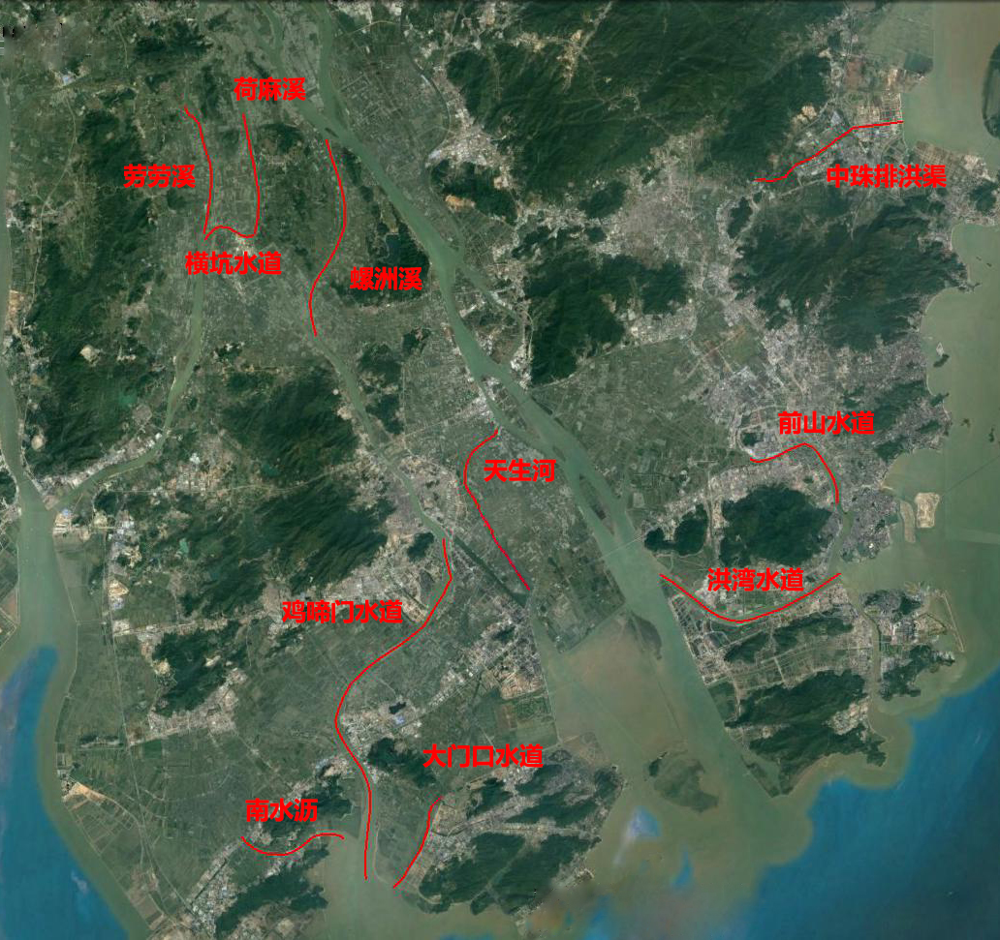 荷麻溪
劳劳溪
中珠排洪渠
横坑水道
螺洲溪
前山水道
天生河
洪湾水道
鸡啼门水道
大门口水道
南水沥